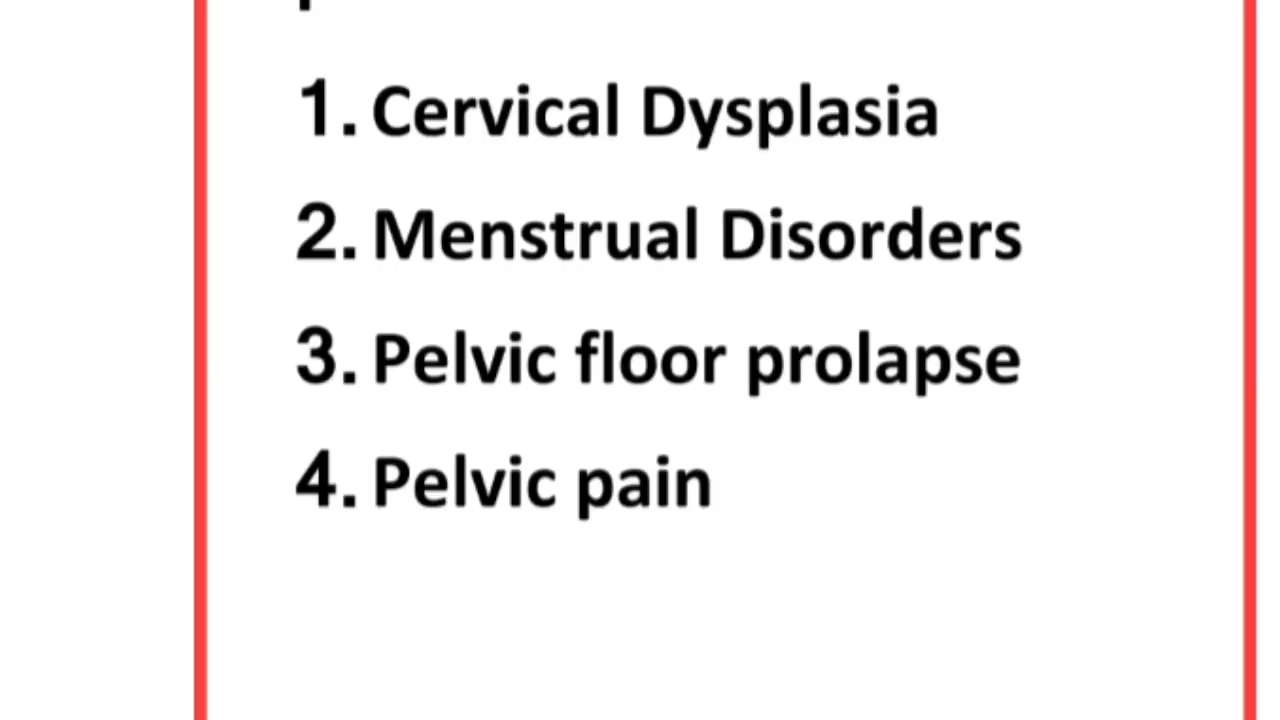 1. Cervical Dysplasia
2. Menstrual Disorders
3. Pelvic floor prolapse
4. Pelvic pain